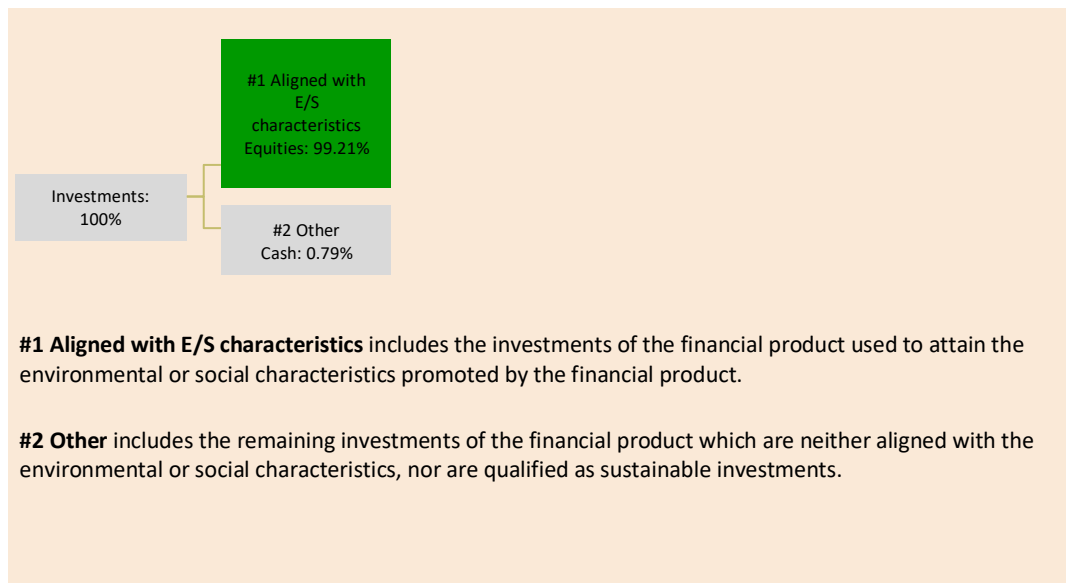 #1 Aligned with
E/S
characteristics
Equities: 99.21%
Investments:
100%
#2 Other
Cash: 0.79%
#1 Aligned with E/S characteristics includes the investments of the financial product used to attain the
environmental or social characteristics promoted by the financial product.
#2 Other includes the remaining investments of the financial product which are neither aligned with the
environmental or social characteristics, nor are qualified as sustainable investments.